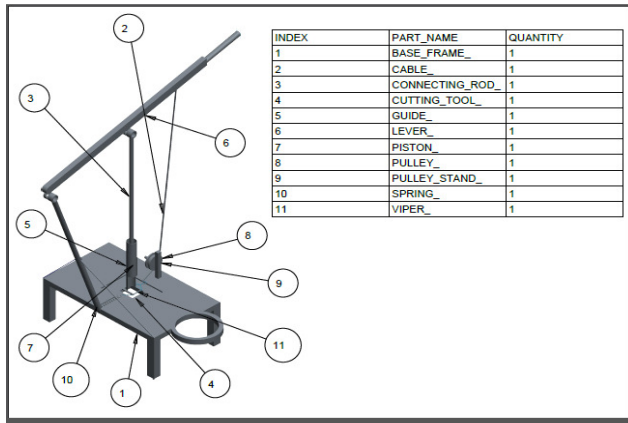 INDEX PART_NAME QUANTITY
1 BASE_FRAME_ 1
2 CABLE_ 1
3 CONNECTING_ROD_ 1
4 CUTTING_TOOL_ 1
5 GUIDE_ 1
6 LEVER_ 1
7 PISTON_ 1
8 PULLEY_ 1
9 PULLEY_STAND_ 1
10 SPRING_ 1
11 VIPER_ 1
2
3
6
5
8
9
7
11
10
1
4